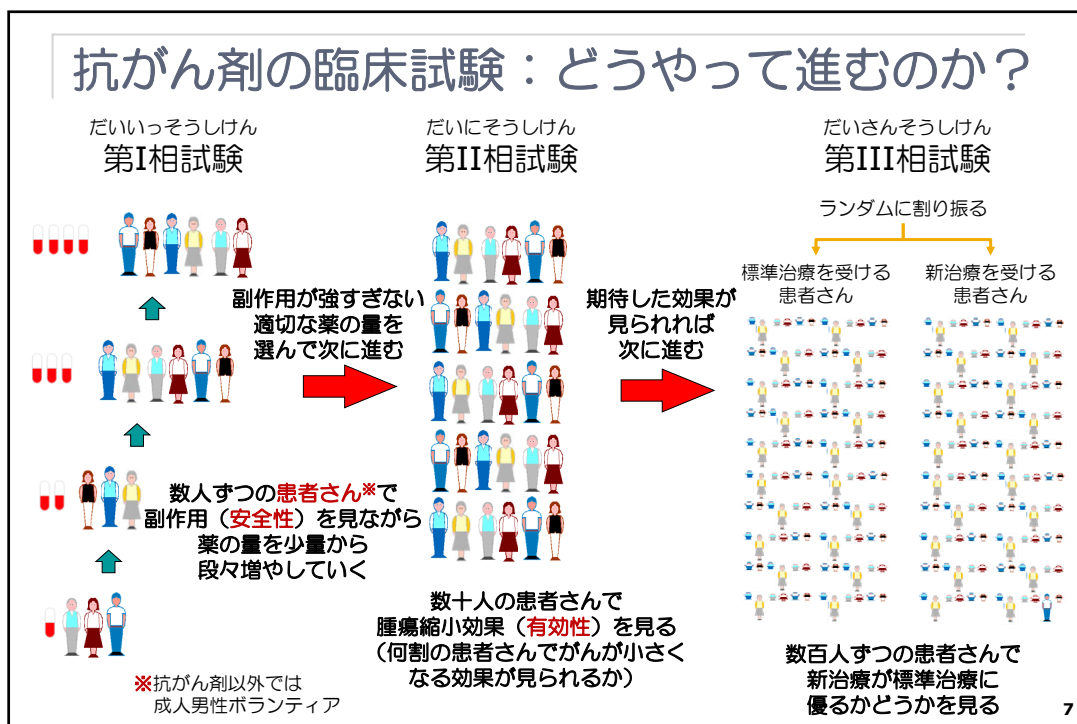 抗がん剤の臨床試験：どうやって進むのか？
だいいっそうしけん
第I相試験
副作用が強すぎない
適切な薬の量を
選んで次に進む
数人ずつの患者さん※で
副作用（安全性）を見ながら
薬の量を少量から
段々増やしていく
※抗がん剤以外では
成人男性ボランティア
だいにそうしけん
第II相試験
期待した効果が
見られれば
次に進む
数十人の患者さんで
腫瘍縮小効果（有効性）を見る
（何割の患者さんでがんが小さく
なる効果が見られるか）
だいさんそうしけん
第III相試験
ランダムに割り振る
標準治療を受ける
患者さん
新治療を受ける
患者さん
数百人ずつの患者さんで
新治療が標準治療に
優るかどうかを見る
7